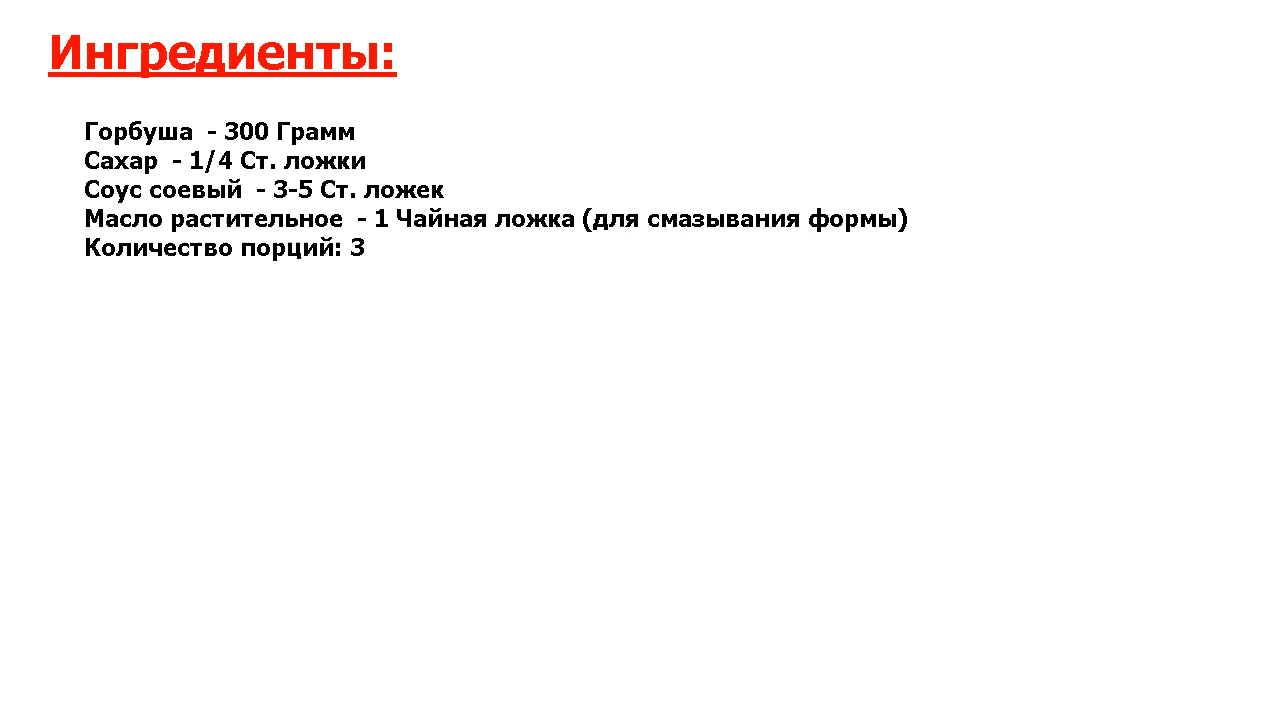 Ингредиенты:
Горбуша  - 300 Грамм
Сахар  - 1/4 Ст. ложки
Соус соевый  - 3-5 Ст. ложек
Масло растительное  - 1 Чайная ложка (для смазывания формы)
Количество порций: 3